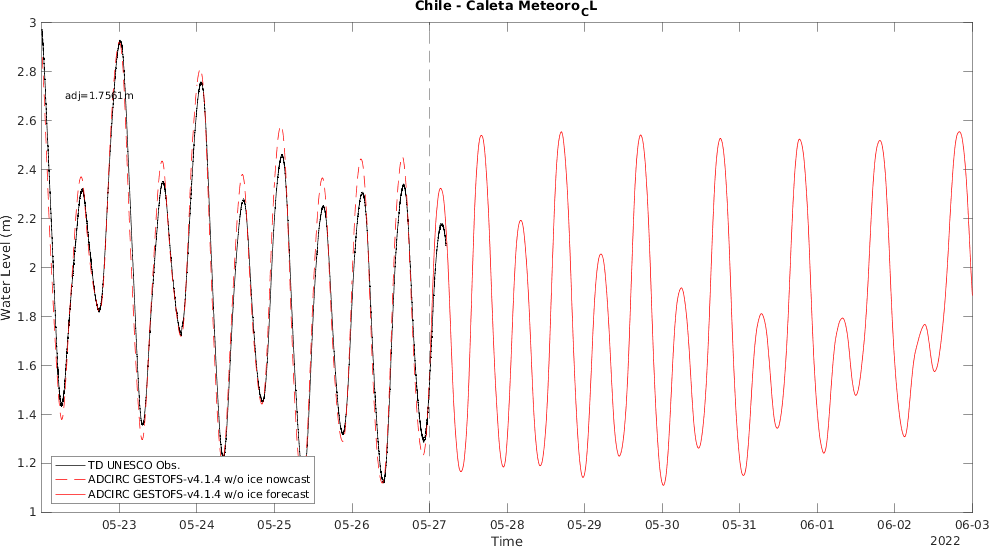 Chile - Caleta Meteoro_CL
Water Level (m)
3
2.8
2.6
2.4
2.2
2
1.8
1.6
1.4
1.2
1
adj=1.7561m
TD UNESCO Obs.
ADCIRC GESTOFS-v4.1.4 w/o ice nowcast
ADCIRC GESTOFS-v4.1.4 w/o ice forecast
05-23 05-24 05-25 05-26 05-27 05-28 05-29 05-30 05-31 06-01 06-02 06-03
Time
2022